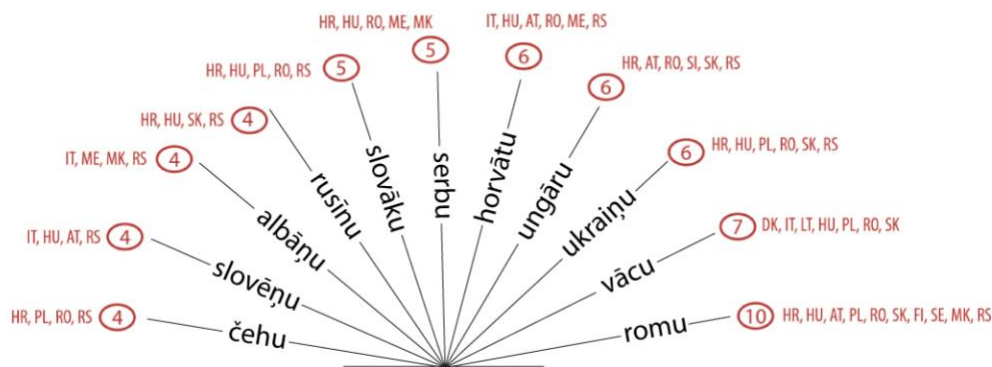 HR, HU, RO, ME, MK
5
serbu
IT, HU, AT, RO, ME, RS
6
horvātu
HR, HU, PL, RO, RS
5
slovāku
HR, AT, RO, SI, SK, RS
6
ungāru
HR, HU, SK, RS
4
rusīnu
HR, HU, PL, RO, SK, RS
6
ukraiņu
IT, ME, MK, RS
4
albāņu
DK, IT, LT, HU, PL, RO, SK
7
vācu
IT, HU, AT, RS
4
slovēņu
HR, PL, RO, RS
4
čehu
HR, HU, AT, PL, RO, SK, FI, SE, MK, RS
10
romu